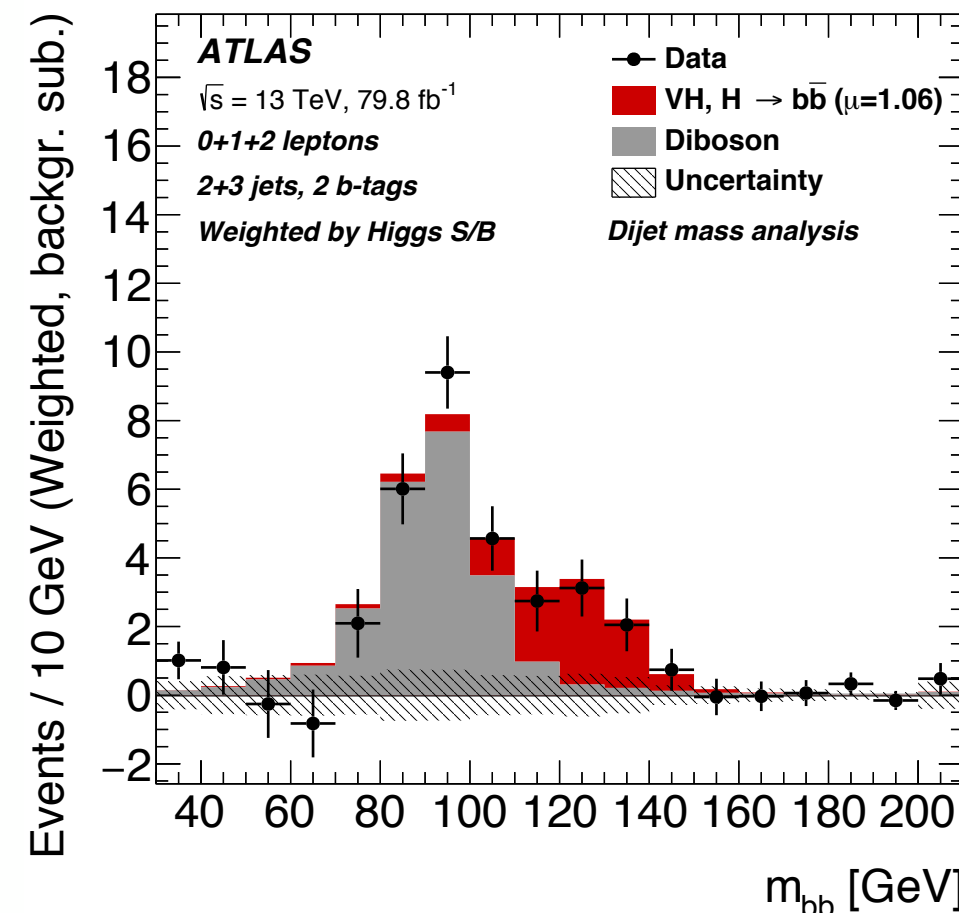 Events / 10 GeV (Weighted, backgr. sub.)
18
16
14
12
10
8
6
4
2
0
−2
ATLAS
√s = 13 TeV, 79.8 fb-1
0+1+2 leptons
2+3 jets, 2 b-tags
Weighted by Higgs S/B
Data
VH, H → bb̄ (μ=1.06)
Diboson
Uncertainty
Dijet mass analysis
40 60 80 100 120 140 160 180 200
mbb [GeV]